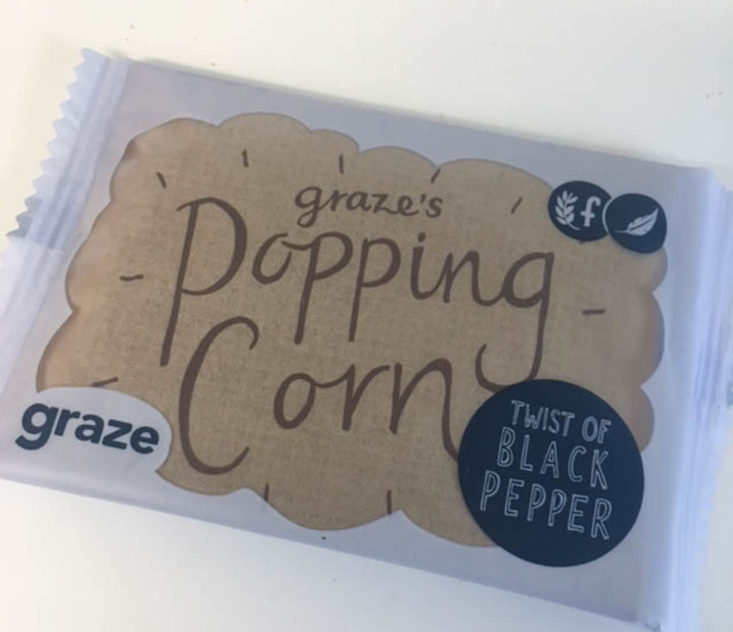 graze's
Popping
Corn
f
graze
TWIST OF
BLACK
PEPPER